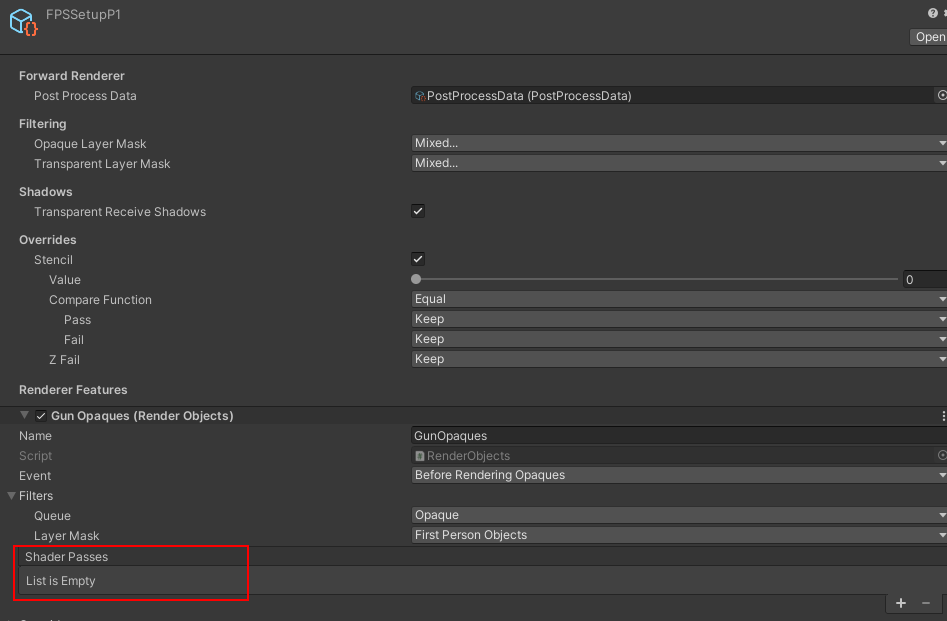 FPSSetupP1
Open
Forward Renderer
Post Process Data PostProcessData (PostProcessData)
Filtering
Opaque Layer Mask Mixed...
Transparent Layer Mask Mixed...
Shadows
Transparent Receive Shadows
Overrides
Stencil
Value 0
Compare Function Equal
Pass Keep
Fail Keep
Z Fail Keep
Renderer Features
Gun Opaques (Render Objects)
Name GunOpaques
Script RenderObjects
Event Before Rendering Opaques
Filters
Queue Opaque
Layer Mask First Person Objects
Shader Passes
List is Empty